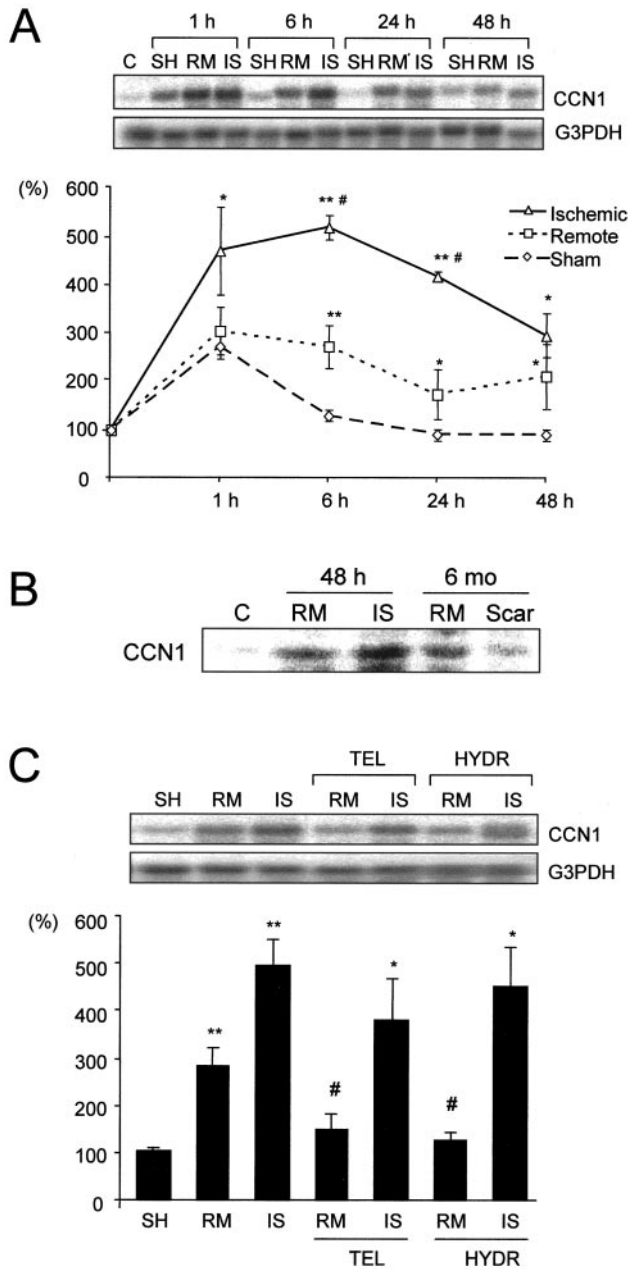 A
1 h 6 h 24 h 48 h
C SH RM IS SH RM IS SH RM' IS SH RM IS
CCN1
G3PDH
(%)
600
500
400
300
200
100
0
* ** # ** # *
** * *
Ischemic
Remote
Sham
1 h 6 h 24 h 48 h
B
48 h 6 mo
C RM IS RM Scar
CCN1
C
TEL HYDR
SH RM IS RM IS RM IS
CCN1
G3PDH
(%)
600
500
400
300
200
100
0
** ** # * # *
SH RM IS RM IS RM IS
TEL HYDR